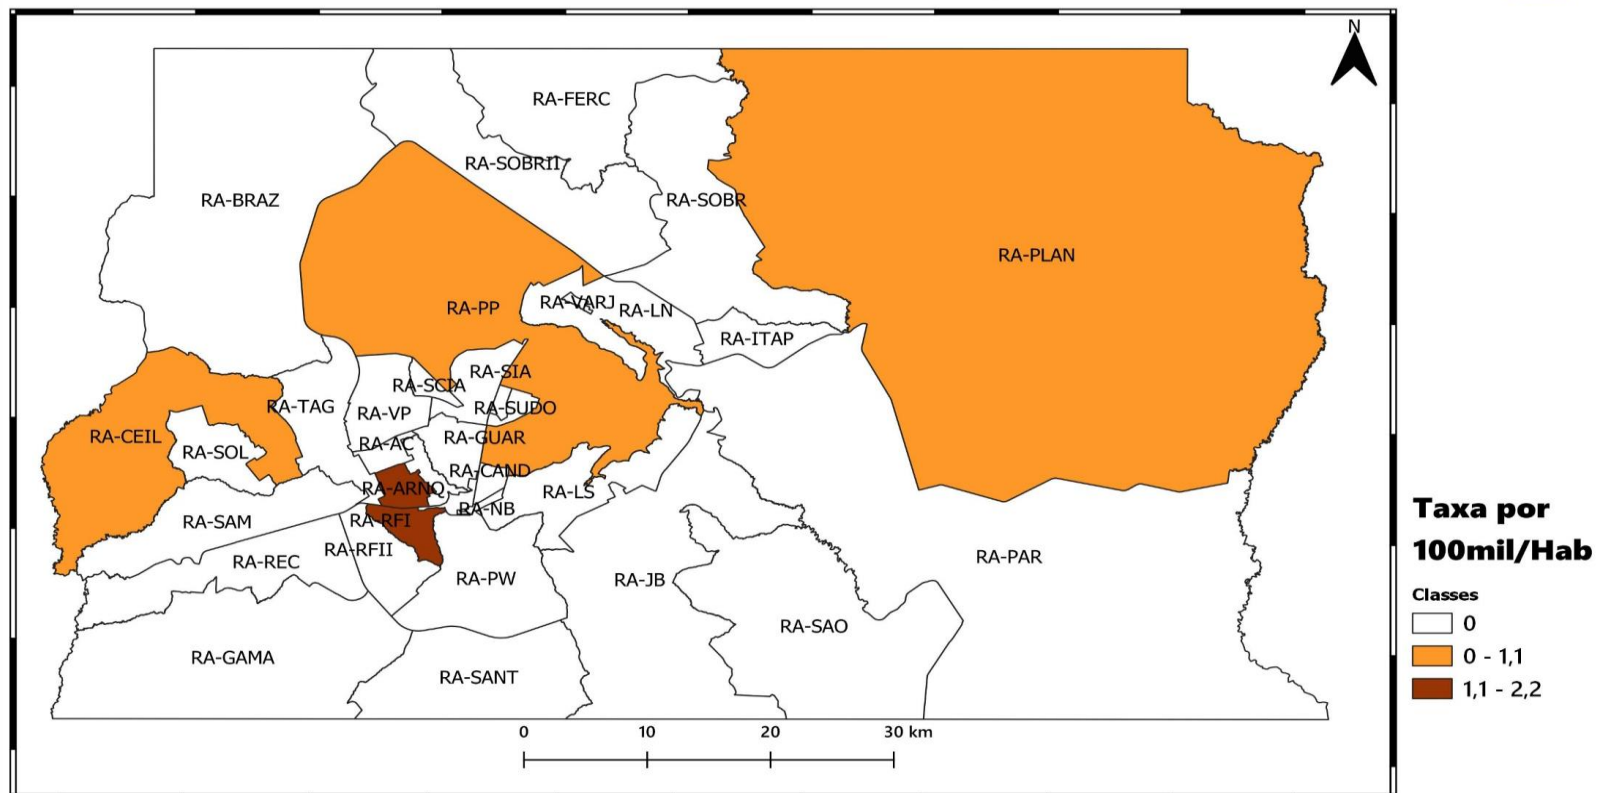 N
RA-FERC
RA-SOBRII
RA-BRAZ
RA-SOBR
RA-PLAN
RA-VARJ
RA-PP
RA-LN
RA-ITAP
RA-SIA
RA-SCIA
RA-TAG
RA-VP
RA-SUDO
RA-CEIL
RA-GUAR
RA-AC
RA-SOL
RA-CAND
RA-ARNQ
RA-LS
RA-NB
RA-SAM
RA-RFI
RA-RFII
RA-REC
RA-PW
RA-JB
RA-PAR
RA-SAO
RA-GAMA
RA-SANT
0 10 20 30 km
Taxa por
100mil/Hab
Classes
0
0 - 1,1
1,1 - 2,2